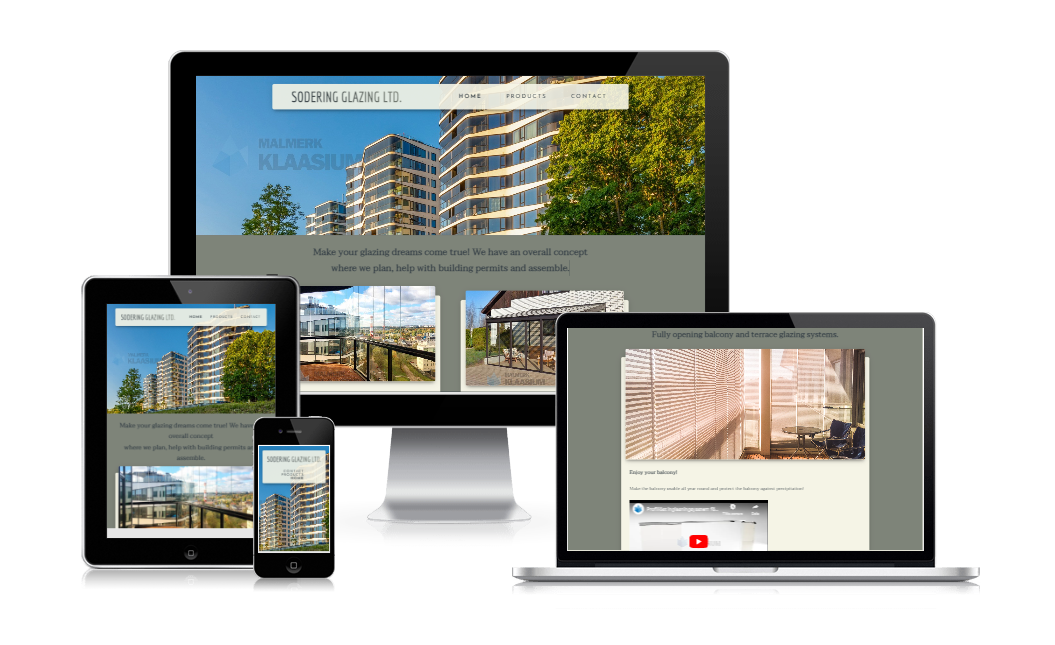 SODERING GLAZING LTD.
HOME PRODUCTS CONTACT
MALMERK
KLAASIUM
Make your glazing dreams come true! We have an overall concept
where we plan, help with building permits and assemble.
MALMERK
KLAASIUM
SODERING GLAZING LTD.
HOME PRODUCTS CONTACT
MALMERK
KLAASIUM
Make your glazing dreams come true! We have
overall concept
where we plan, help with building permits
assemble.
SODERING GLAZING LTD.
CONTACT
PRODUCTS
HOME
Fully opening balcony and terrace glazing systems.
Enjoy your balcony!
Make the balcony usable all year round and protect the balcony against precipitation!